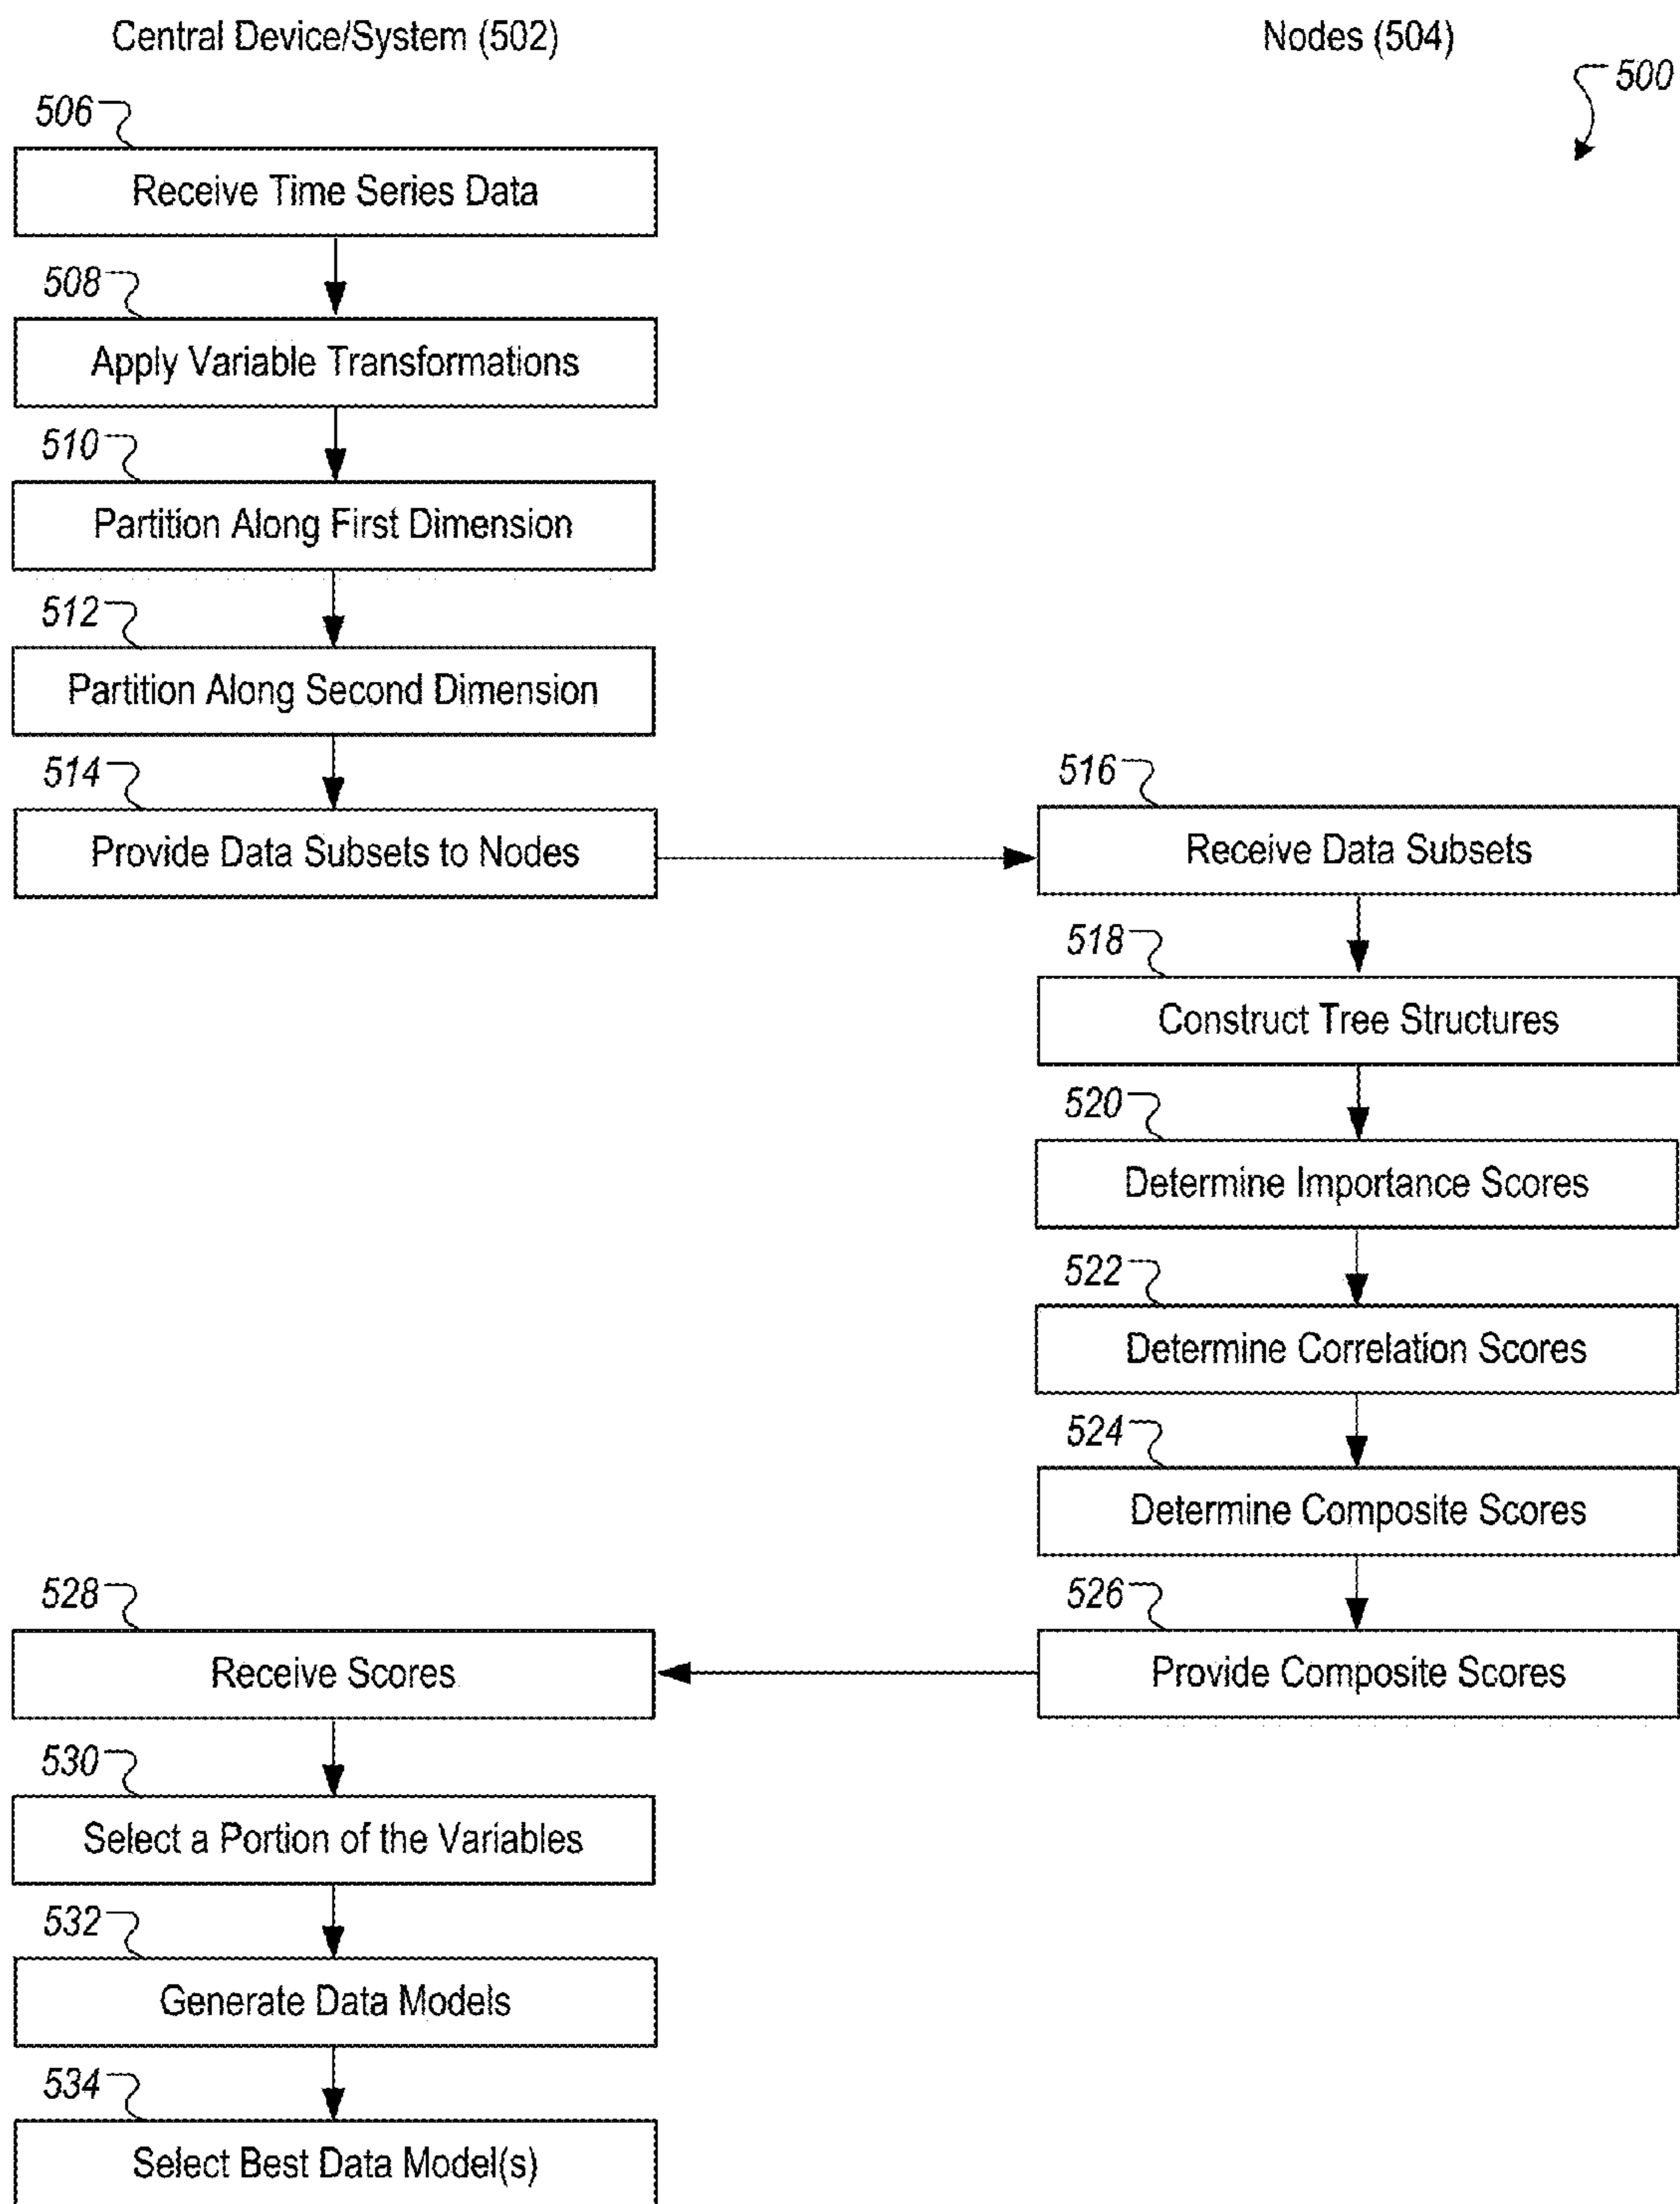 Central Device/System (502)
Nodes (504)
500
506
Receive Time Series Data
508
Apply Variable Transformations
510
Partition Along First Dimension
512
Partition Along Second Dimension
514
Provide Data Subsets to Nodes
516
Receive Data Subsets
518
Construct Tree Structures
520
Determine Importance Scores
522
Determine Correlation Scores
524
Determine Composite Scores
526
Provide Composite Scores
528
Receive Scores
530
Select a Portion of the Variables
532
Generate Data Models
534
Select Best Data Model(s)